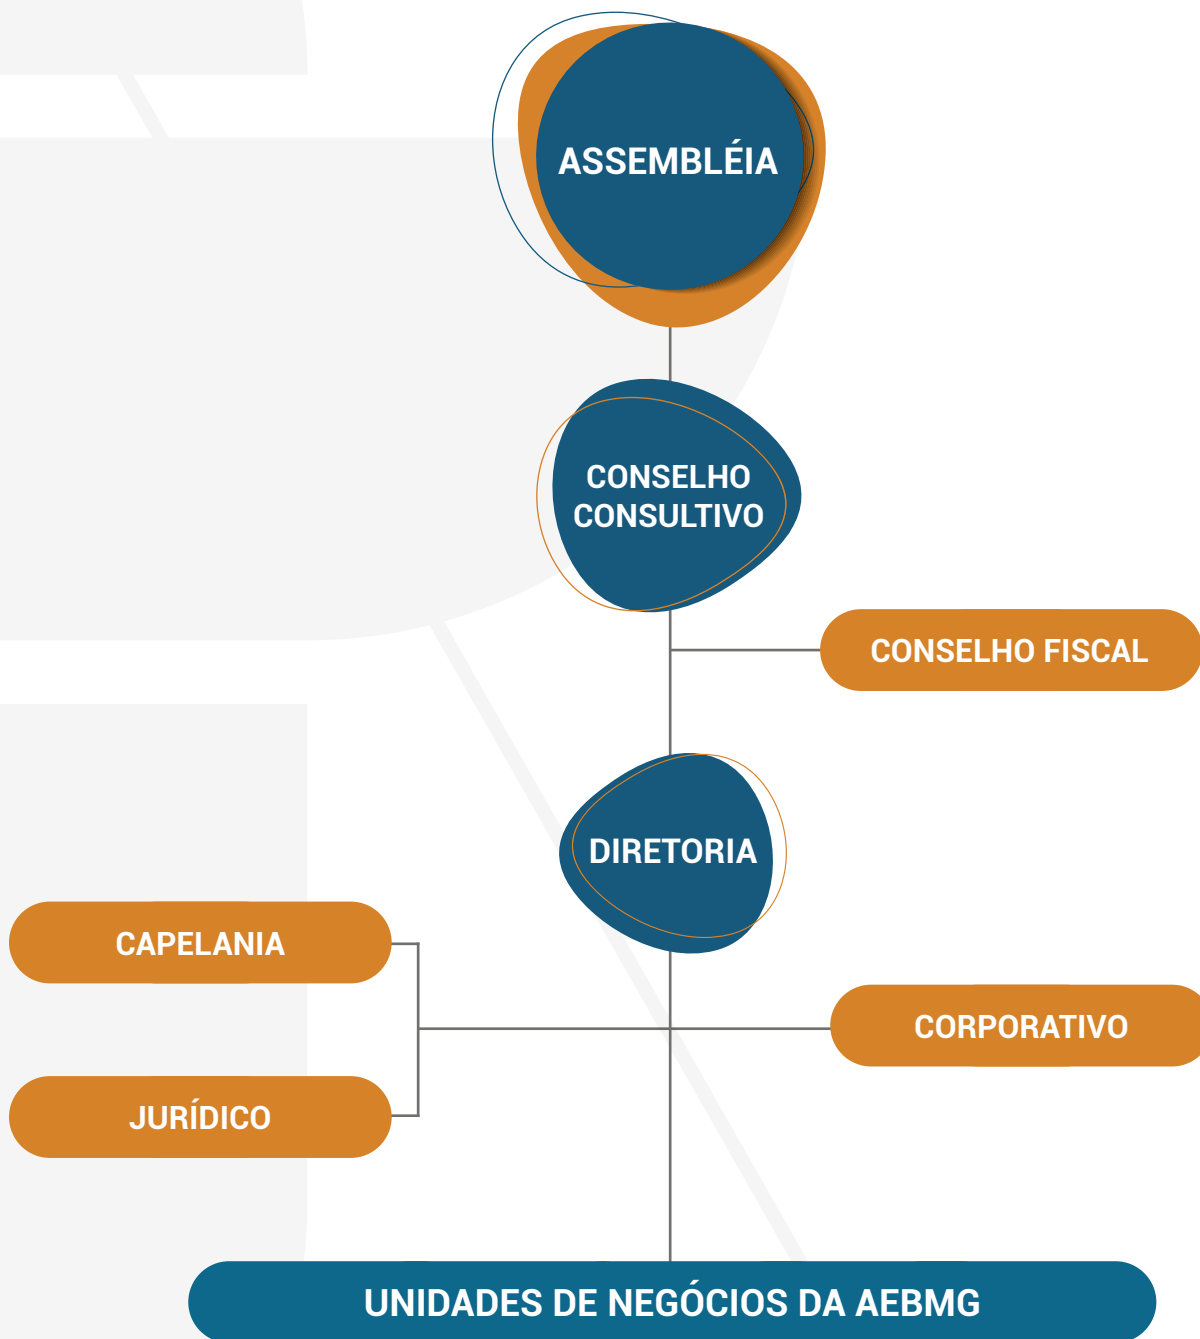 ASSEMBLÉIA
CONSELHO
CONSULTIVO
CONSELHO FISCAL
DIRETORIA
CAPELANIA
CORPORATIVO
JURÍDICO
UNIDADES DE NEGÓCIOS DA AEBMG